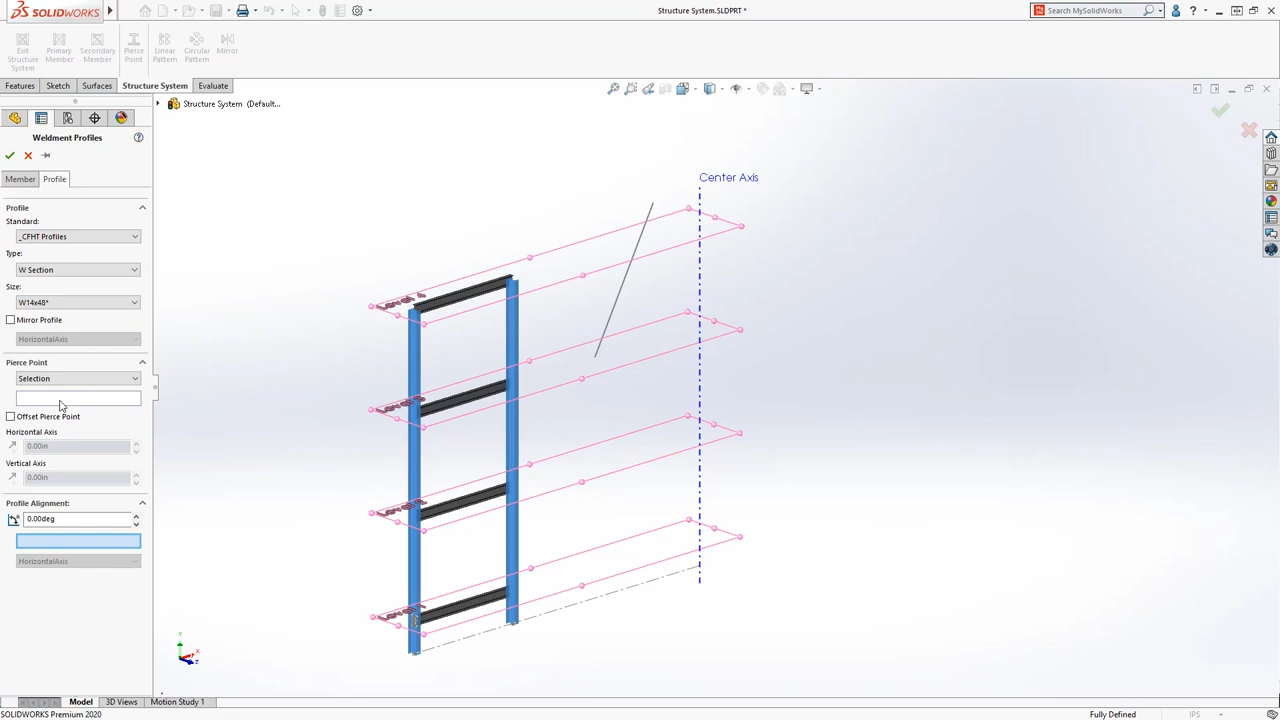 SOLIDWORKS
Structure System.SLDPRT *
Search MySolidWorks
Exit Structure System
Primary Member
Secondary Member
Pierce Point
Linear Pattern
Circular Pattern
Mirror
Features
Sketch
Surfaces
Structure System
Evaluate
Structure System (Default...
Weldment Profiles
Member
Profile
Profile
Standard:
_CFHT Profiles
Type:
W Section
Size:
W14x48*
Mirror Profile
HorizontalAxis
Pierce Point
Selection
Offset Pierce Point
Horizontal Axis
0.00in
Vertical Axis
0.00in
Profile Alignment:
0.00deg
HorizontalAxis
Center Axis
Y
X
Z
Model
3D Views
Motion Study 1
SOLIDWORKS Premium 2020
Fully Defined
IPS